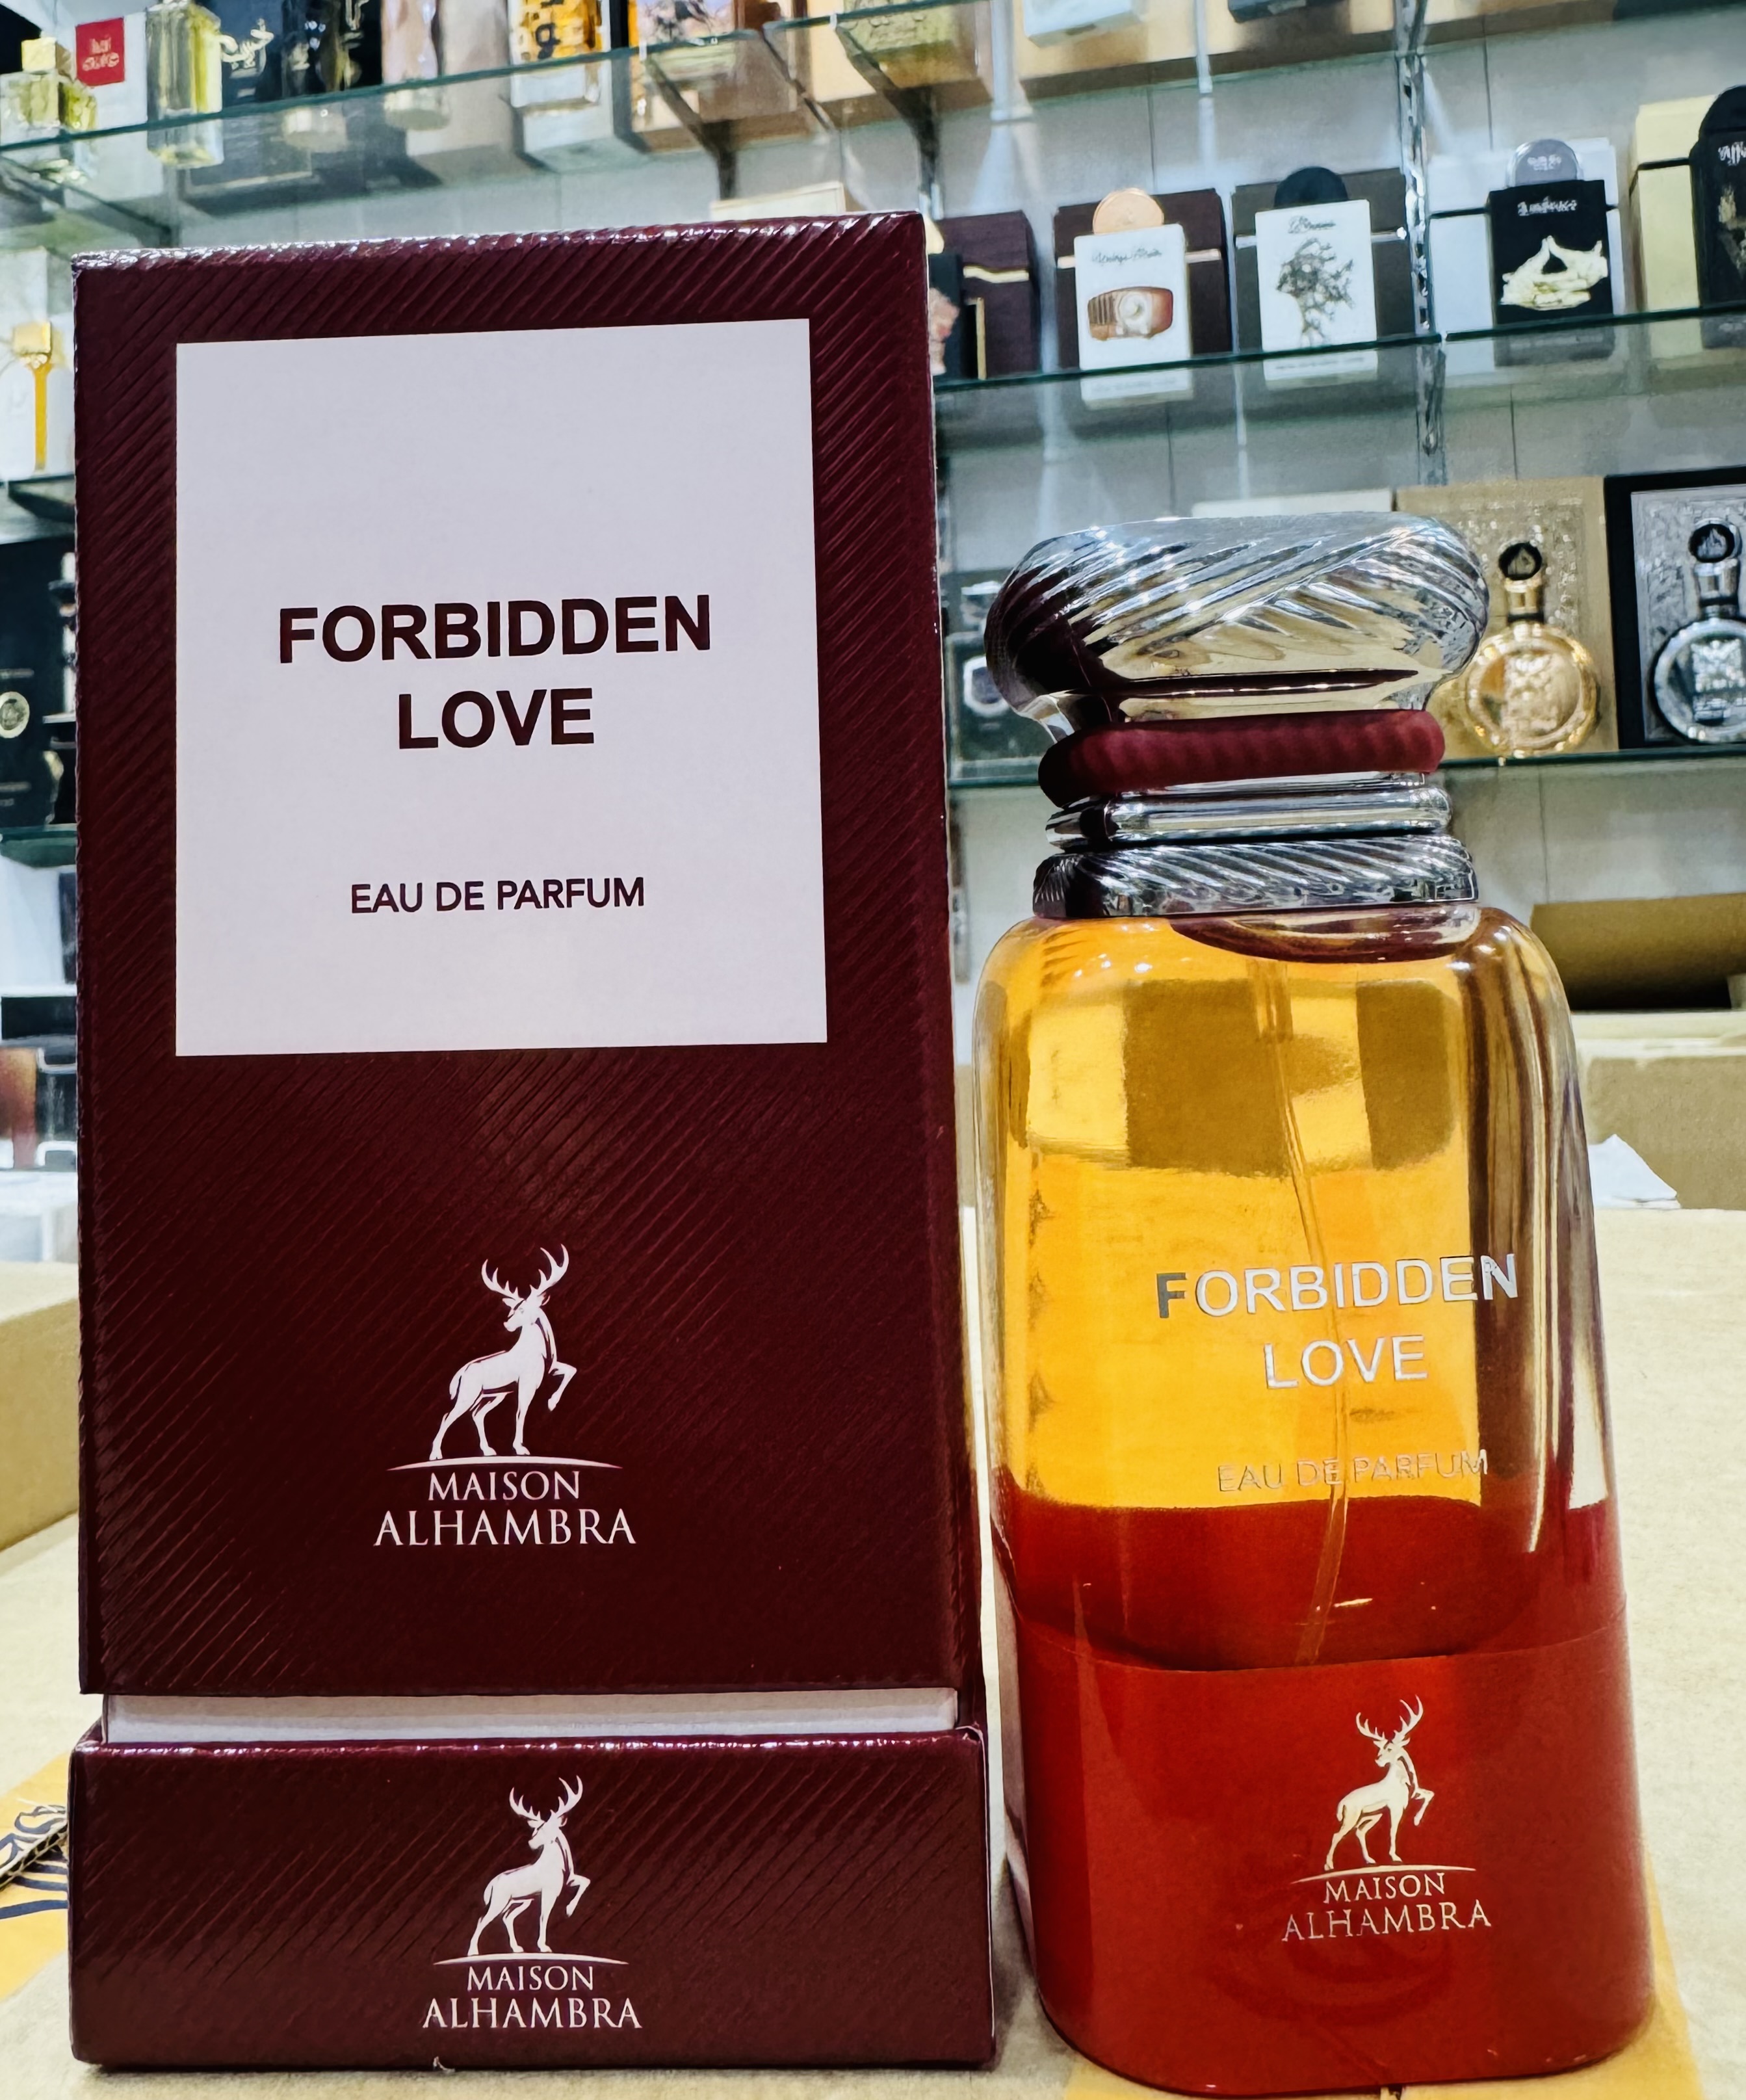 FORBIDDEN
LOVE
EAU DE PARFUM
MAISON
ALHAMBRA
MAISON
ALHAMBRA
FORBIDDEN
LOVE
EAU DE PARFUM
MAISON
ALHAMBRA